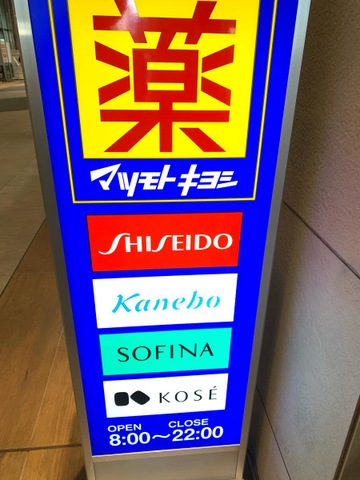 薬
マツモトキヨシ
SHISEIDO
Kanebo
SOFINA
KOSÉ
OPEN CLOSE
8:00～22:00